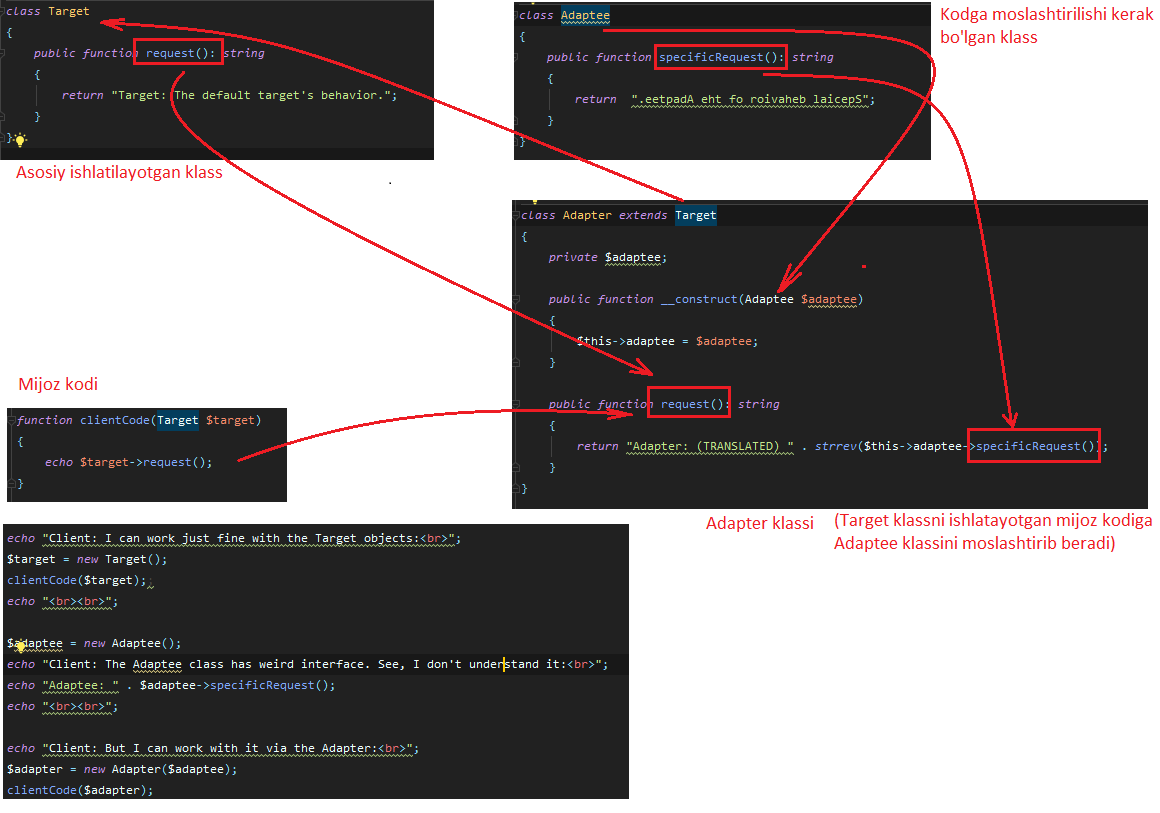 class Target
{
public function request(): string
{
return "Target: The default target's behavior.";
}
}
Asosiy ishlatilayotgan klass
class Adaptee
{
public function specificRequest(): string
{
return ".eetpadA eht fo roivaheb laicepS";
}
}
Kodga moslashtirilishi kerak
bo'lgan klass
class Adapter extends Target
{
private $adaptee;
public function __construct(Adaptee $adaptee)
{
$this->adaptee = $adaptee;
}
public function request(): string
{
return "Adapter: (TRANSLATED) " . strrev($this->adaptee->specificRequest());
}
}
Adapter klassi
(Target klassni ishlatayotgan mijoz kodiga
Adaptee klassini moslashtirib beradi)
Mijoz kodi
function clientCode(Target $target)
{
echo $target->request();
}
echo "Client: I can work just fine with the Target objects:<br>";
$target = new Target();
clientCode($target);
echo "<br><br>";
$adaptee = new Adaptee();
echo "Client: The Adaptee class has weird interface. See, I don't understand it:<br>";
echo "Adaptee: " . $adaptee->specificRequest();
echo "<br><br>";
echo "Client: But I can work with it via the Adapter:<br>";
$adapter = new Adapter($adaptee);
clientCode($adapter);